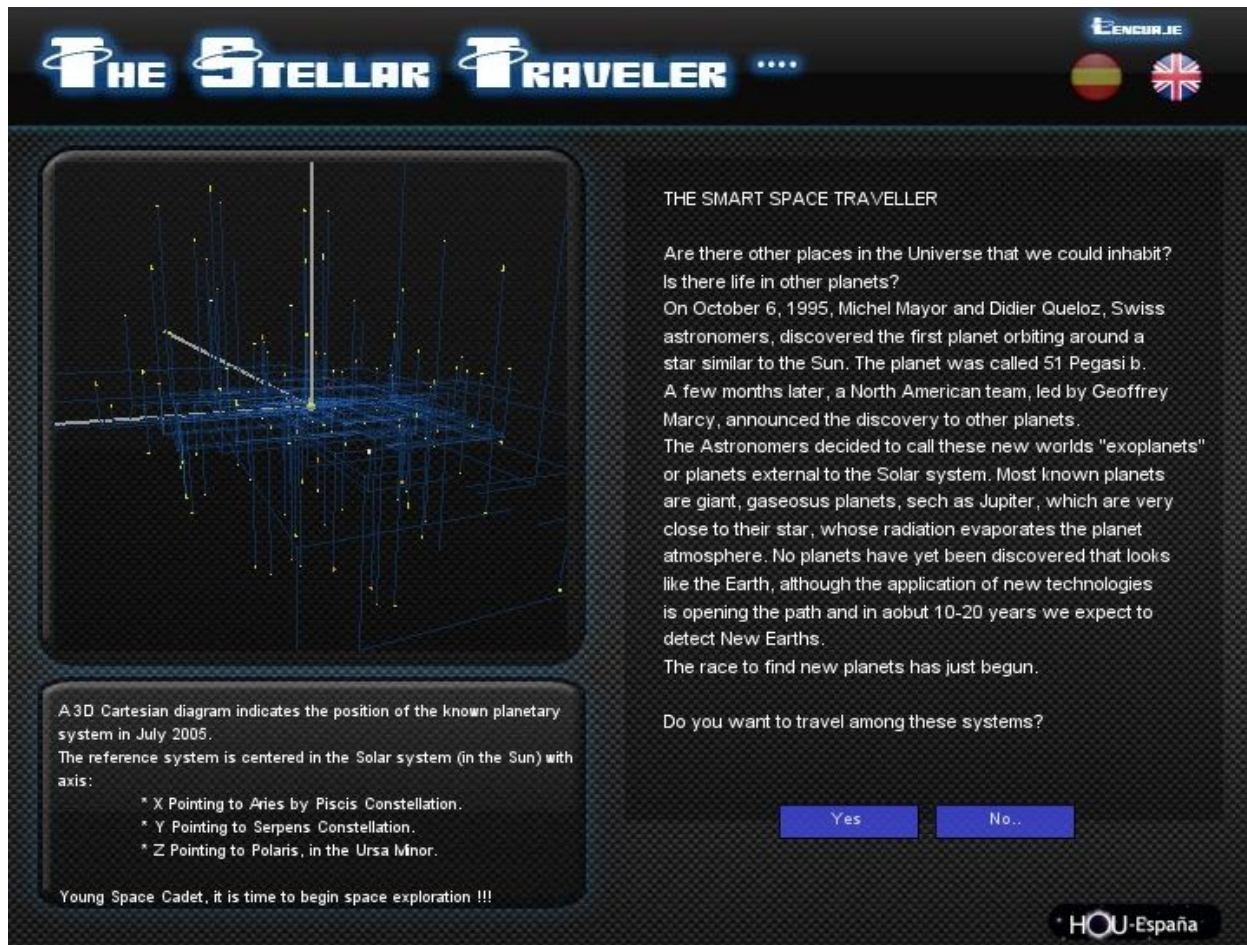 THE STELLAR TRAVELER ....
LENGUAJE
THE SMART SPACE TRAVELLER
Are there other places in the Universe that we could inhabit?
Is there life in other planets?
On October 6, 1995, Michel Mayor and Didier Queloz, Swiss
astronomers, discovered the first planet orbiting around a
star similar to the Sun. The planet was called 51 Pegasi b.
A few months later, a North American team, led by Geoffrey
Marcy, announced the discovery to other planets.
The Astronomers decided to call these new worlds "exoplanets"
or planets external to the Solar system. Most known planets
are giant, gaseosus planets, sech as Jupiter, which are very
close to their star, whose radiation evaporates the planet
atmosphere. No planets have yet been discovered that looks
like the Earth, although the application of new technologies
is opening the path and in aobut 10-20 years we expect to
detect New Earths.
The race to find new planets has just begun.
Do you want to travel among these systems?
Yes
No..
A 3D Cartesian diagram indicates the position of the known planetary
system in July 2005.
The reference system is centered in the Solar system (in the Sun) with
axis:
* X Pointing to Aries by Piscis Constellation.
* Y Pointing to Serpens Constellation.
* Z Pointing to Polaris, in the Ursa Minor.
Young Space Cadet, it is time to begin space exploration !!!
HOU-España